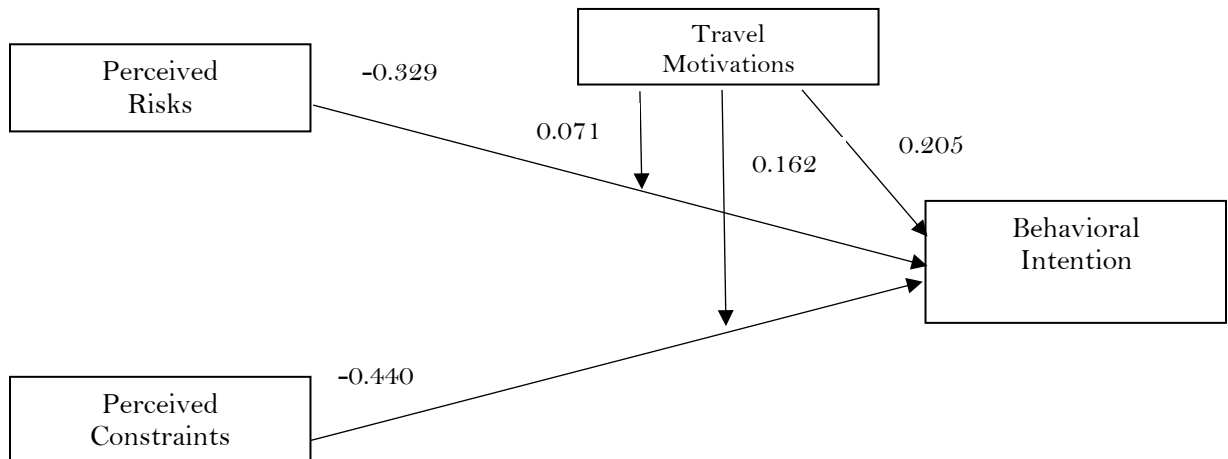 Travel
Motivations
Perceived
Risks
-0.329
0.071
0.162
0.205
Behavioral
Intention
-0.440
Perceived
Constraints